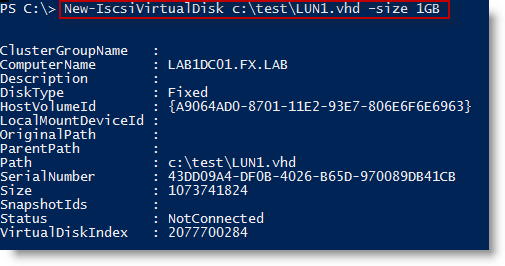 PS C:\> New-IscsiVirtualDisk c:\test\LUN1.vhd -size 1GB
ClusterGroupName :
ComputerName : LAB1DC01.FX.LAB
Description :
DiskType : Fixed
HostVolumeId : {A9064AD0-8701-11E2-93E7-806E6F6E6963}
LocalMountDeviceId :
OriginalPath :
ParentPath :
Path : c:\test\LUN1.vhd
SerialNumber : 43DD09A4-DF0B-4026-B65D-970089DB41CB
Size : 1073741824
SnapshotIds :
Status : NotConnected
VirtualDiskIndex : 2077700284